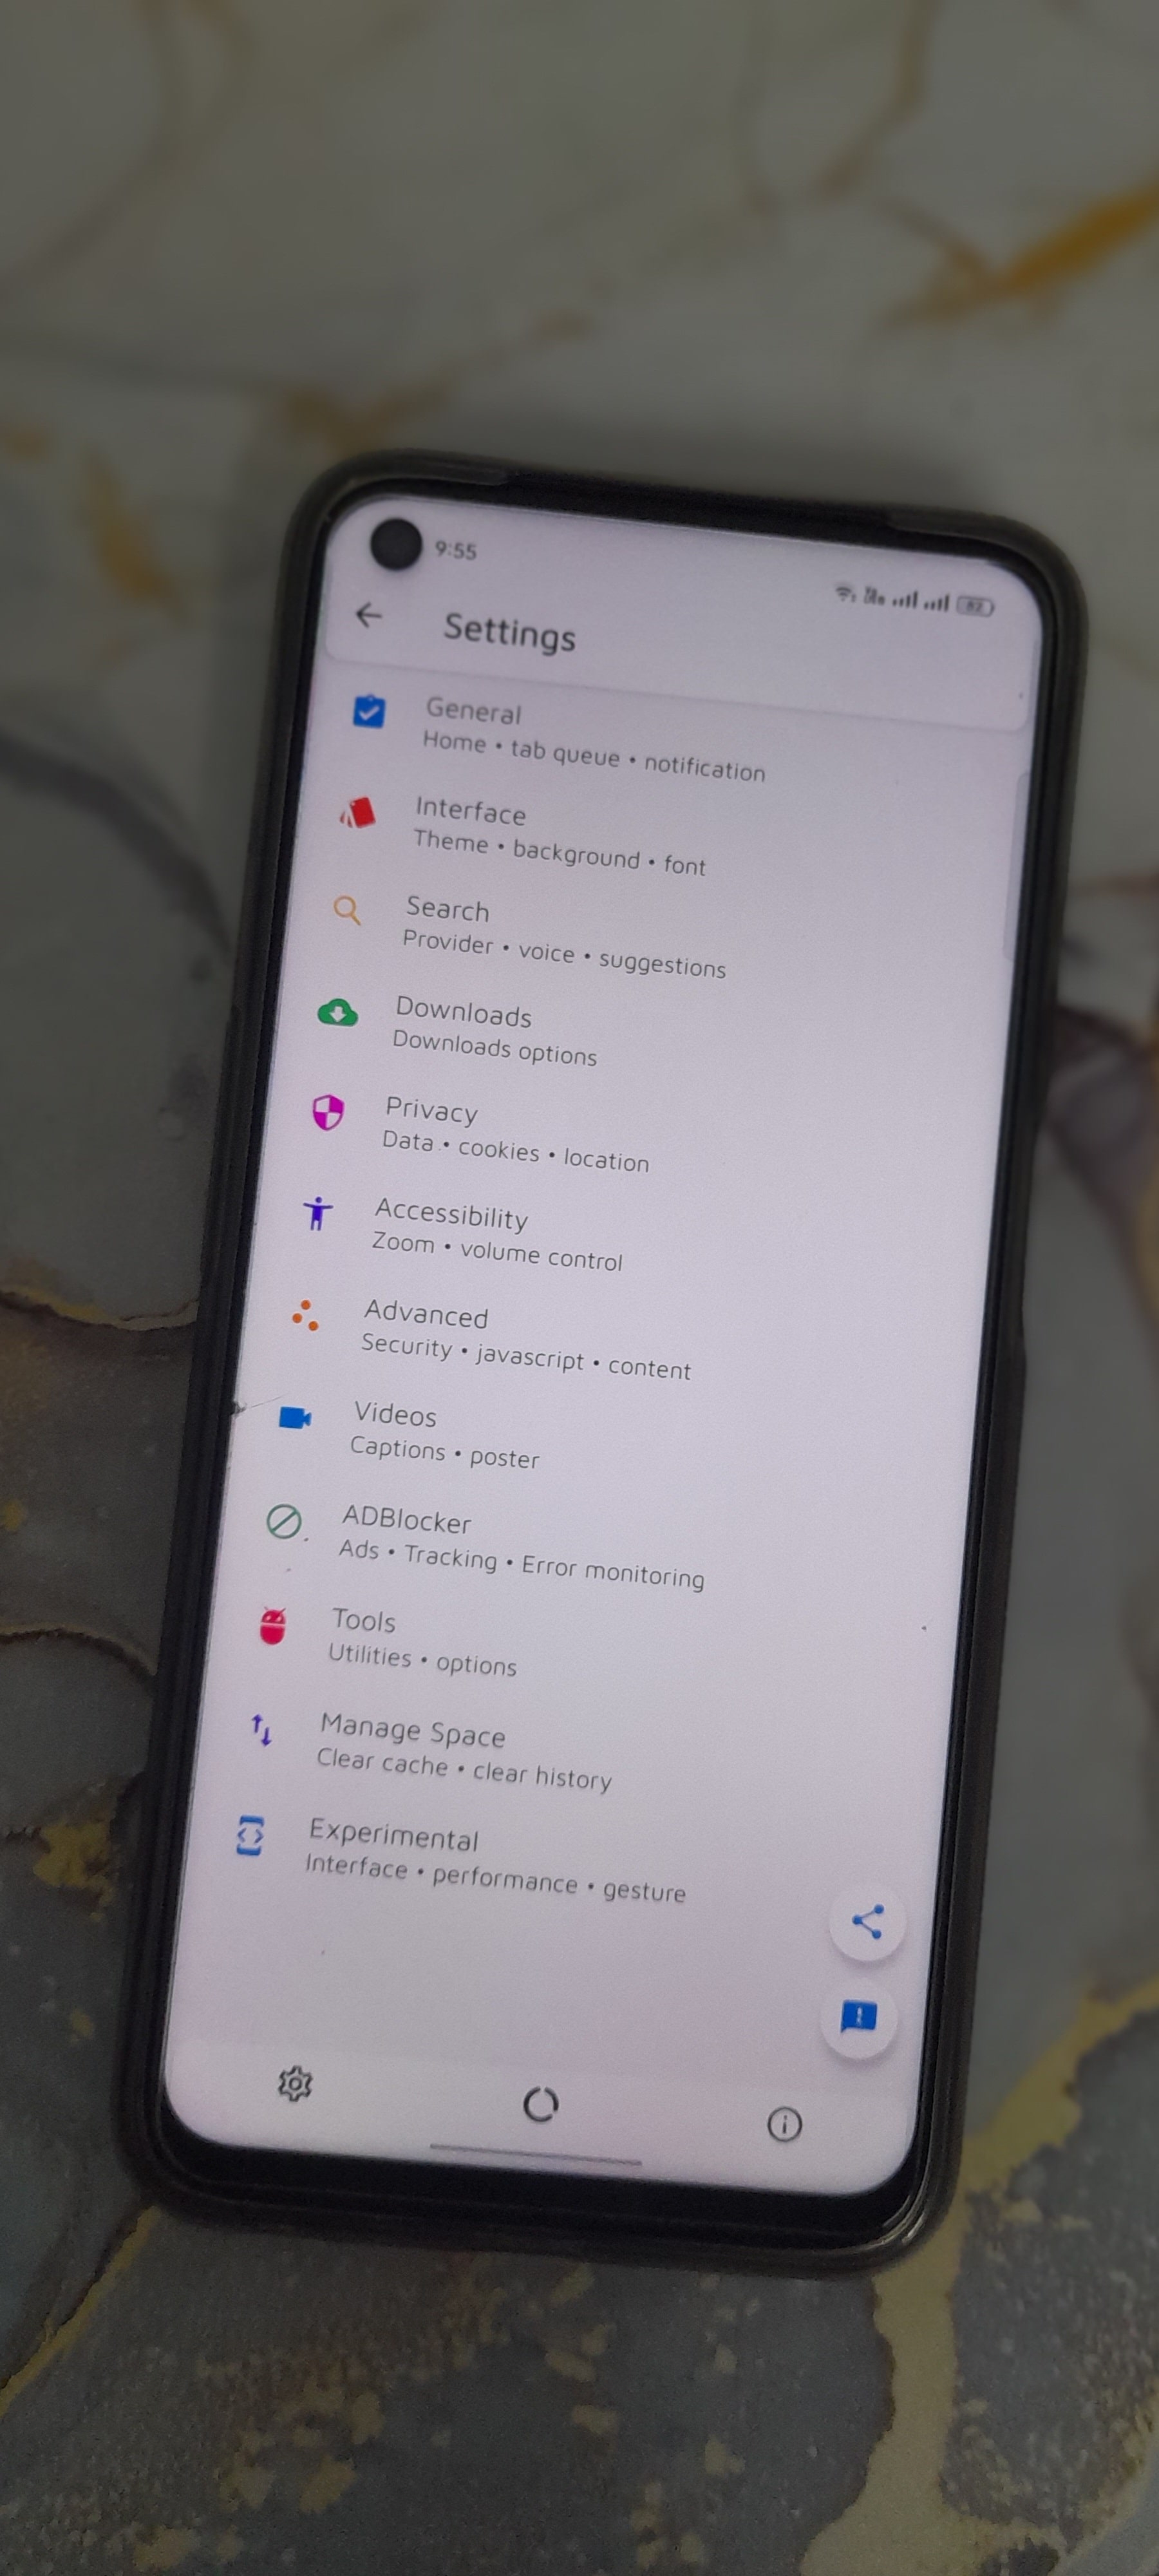 9:55
Settings
General
Home • tab queue • notification
Interface
Theme • background • font
Search
Provider • voice • suggestions
Downloads
Downloads options
Privacy
Data • cookies • location
Accessibility
Zoom • volume control
Advanced
Security • javascript • content
Videos
Captions • poster
ADBlocker
Ads • Tracking • Error monitoring
Tools
Utilities • options
Manage Space
Clear cache • clear history
Experimental
Interface • performance • gesture